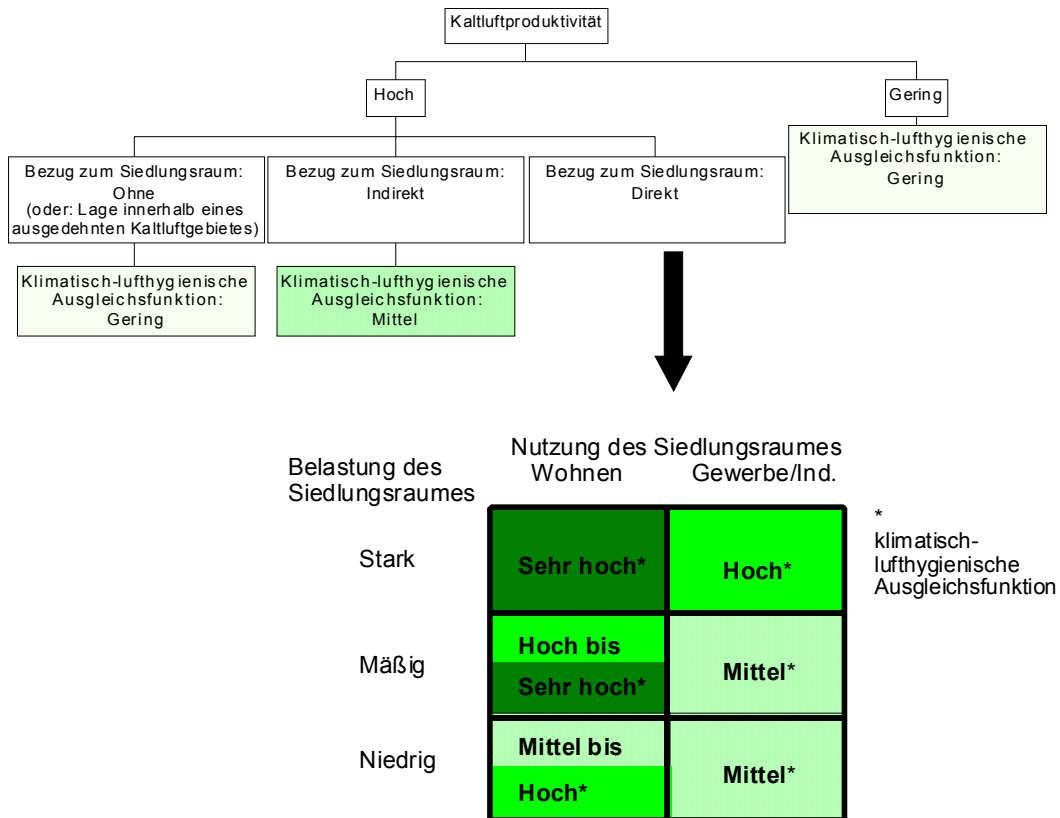 Kaltluftproduktivität
Hoch
Gering
Klimatisch-lufthygienische
Ausgleichsfunktion:
Gering
Bezug zum Siedlungsraum:
Ohne
(oder: Lage innerhalb eines
ausgedehnten Kaltluftgebietes)
Bezug zum Siedlungsraum:
Indirekt
Bezug zum Siedlungsraum:
Direkt
Klimatisch-lufthygienische
Ausgleichsfunktion:
Gering
Klimatisch-lufthygienische
Ausgleichsfunktion:
Mittel
Nutzung des Siedlungsraumes
Wohnen Gewerbe/Ind.
Belastung des
Siedlungsraumes
Stark
Sehr hoch*
Hoch*
*
klimatisch-
lufthygienische
Ausgleichsfunktion
Mäßig
Hoch bis
Sehr hoch*
Mittel*
Niedrig
Mittel bis
Hoch*
Mittel*